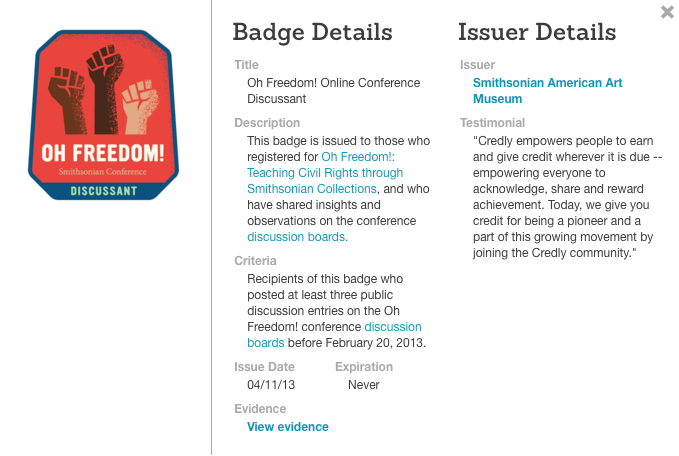 OH FREEDOM!
Smithsonian Conference
DISCUSSANT
Badge Details
Title
Oh Freedom! Online Conference
Discussant
Description
This badge is issued to those who
registered for Oh Freedom!:
Teaching Civil Rights through
Smithsonian Collections, and who
have shared insights and
observations on the conference
discussion boards.
Criteria
Recipients of this badge who
posted at least three public
discussion entries on the Oh
Freedom! conference discussion
boards before February 20, 2013.
Issue Date Expiration
04/11/13 Never
Evidence
View evidence
Issuer Details
Issuer
Smithsonian American Art
Museum
Testimonial
"Credly empowers people to earn
and give credit wherever it is due --
empowering everyone to
acknowledge, share and reward
achievement. Today, we give you
credit for being a pioneer and a
part of this growing movement by
joining the Credly community."